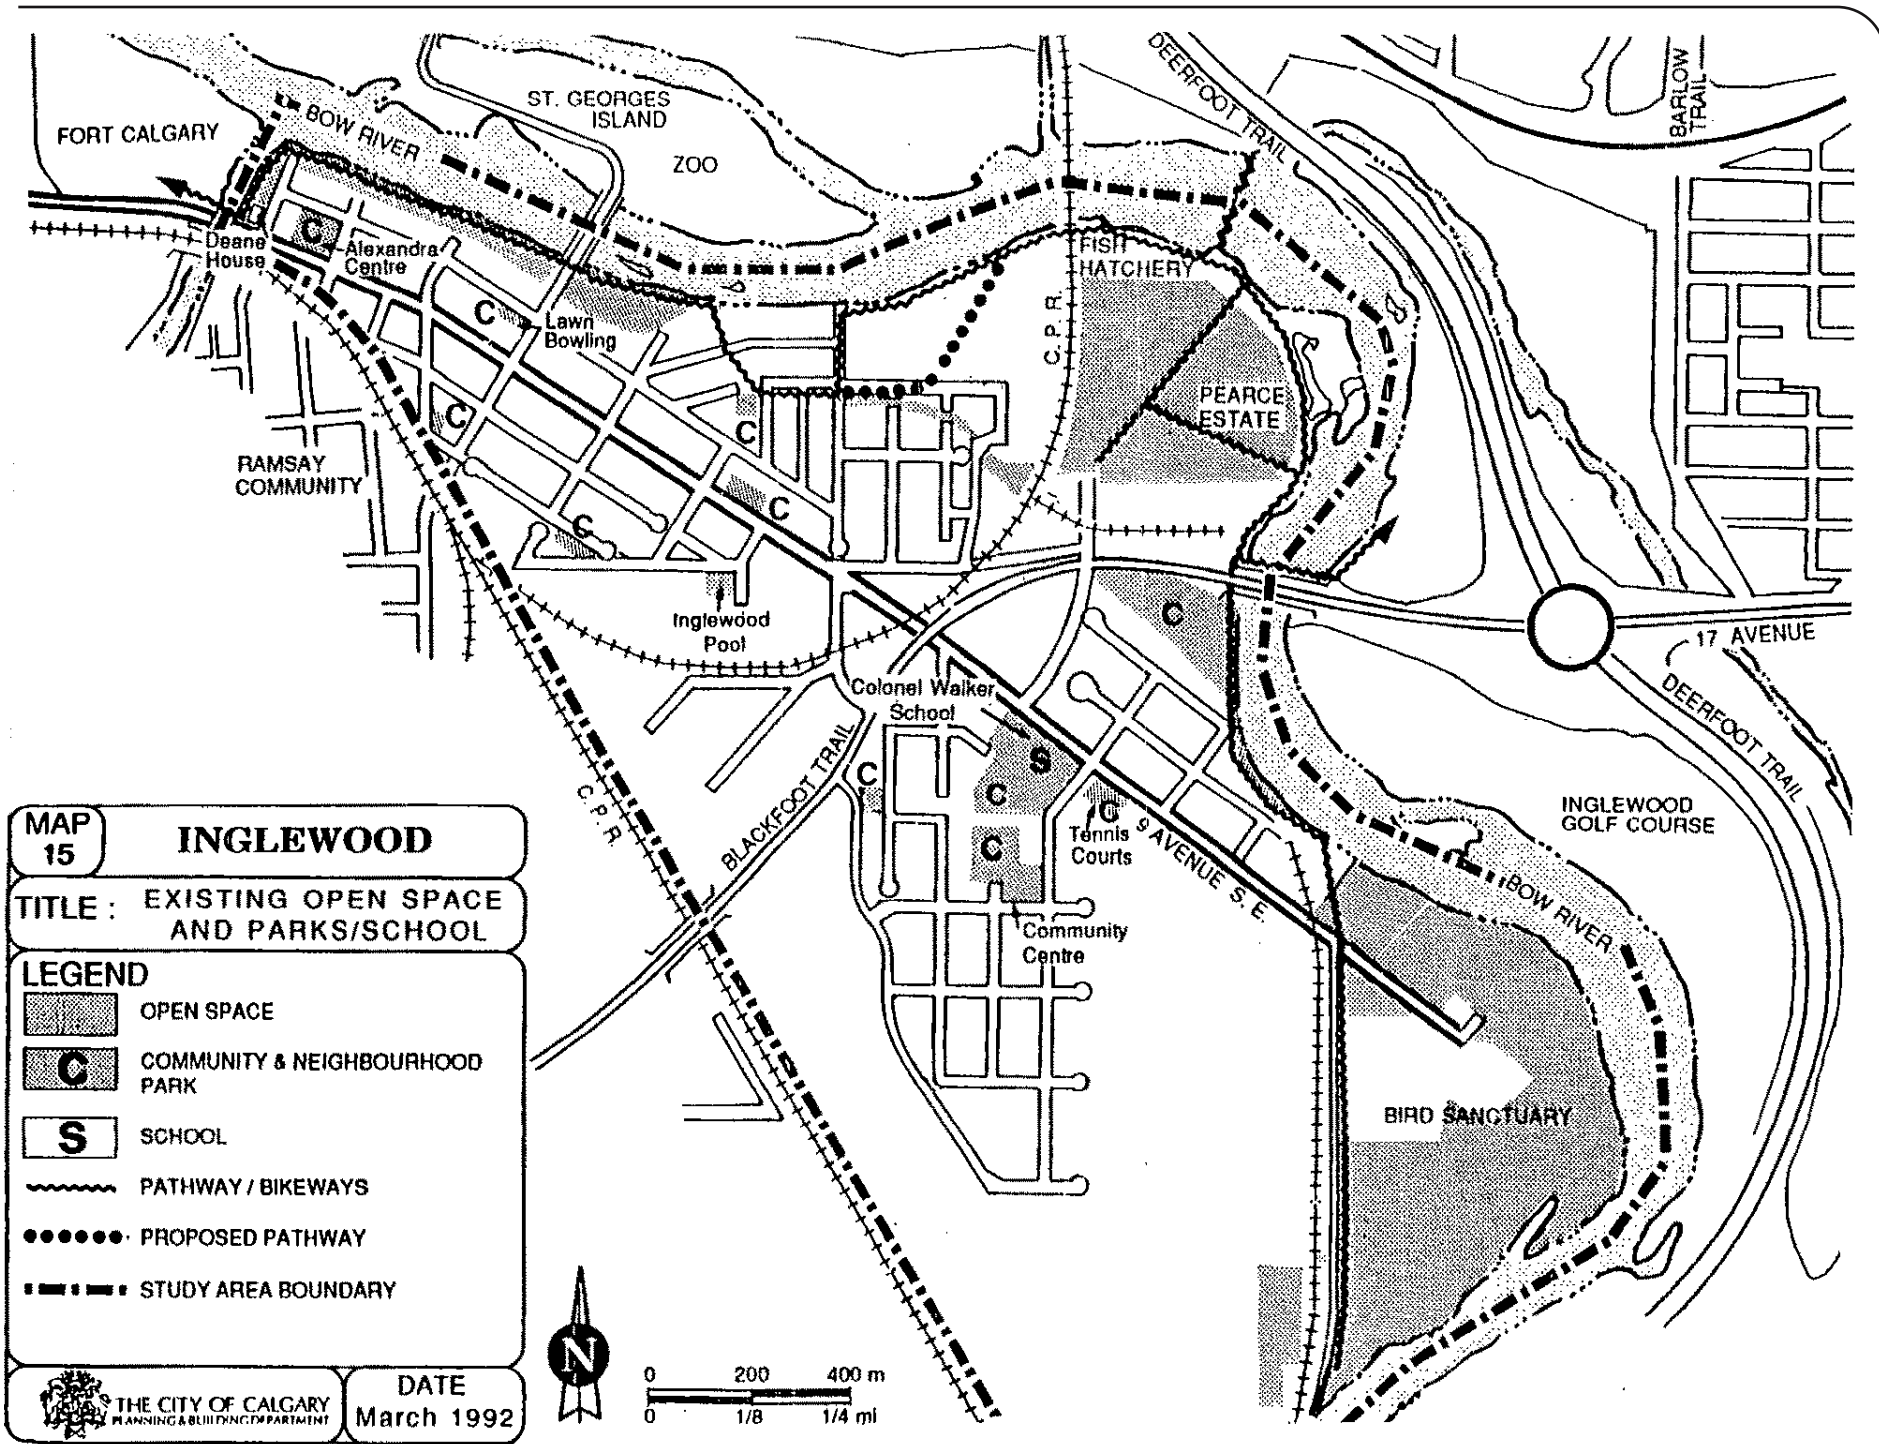 FORT CALGARY
BOW RIVER
ST. GEORGES
ISLAND
ZOO
DEERFOOT TRAIL
BARLOW
TRAIL
Deane
House
C
Alexandra
Centre
C
Lawn
Bowling
FISH
HATCHERY
C. P. R.
PEARCE
ESTATE
RAMSAY
COMMUNITY
C
C
C
C
Inglewood
Pool
C
17 AVENUE
DEERFOOT TRAIL
Colonel Walker
School
S
C
C
C
C
Tennis
Courts
9 AVENUE S. E.
BLACKFOOT TRAIL
C. P. R.
INGLEWOOD
GOLF COURSE
BOW RIVER
Community
Centre
BIRD SANCTUARY
MAP
15
INGLEWOOD
TITLE : EXISTING OPEN SPACE
AND PARKS/SCHOOL
LEGEND
OPEN SPACE
C COMMUNITY & NEIGHBOURHOOD
PARK
S SCHOOL
PATHWAY / BIKEWAYS
PROPOSED PATHWAY
STUDY AREA BOUNDARY
THE CITY OF CALGARY
PLANNING & BUILDING DEPARTMENT
DATE
March 1992
N
0 200 400 m
0 1/8 1/4 mi